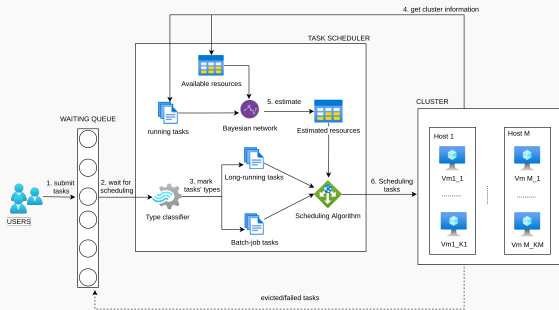 4. get cluster information
TASK SCHEDULER
Available resources
5. estimate
CLUSTER
WAITING QUEUE
running tasks
Bayesian network
Estimated resources
Host 1
Host M
1. submit
tasks
2. wait for
scheduling
3. mark
tasks' types
Long-running tasks
6. Scheduling
tasks
Vm1_1
Vm M_1
USERS
Type classifier
Scheduling Algorithm
Batch-job tasks
Vm1_K1
Vm M_KM
evicted/failed tasks